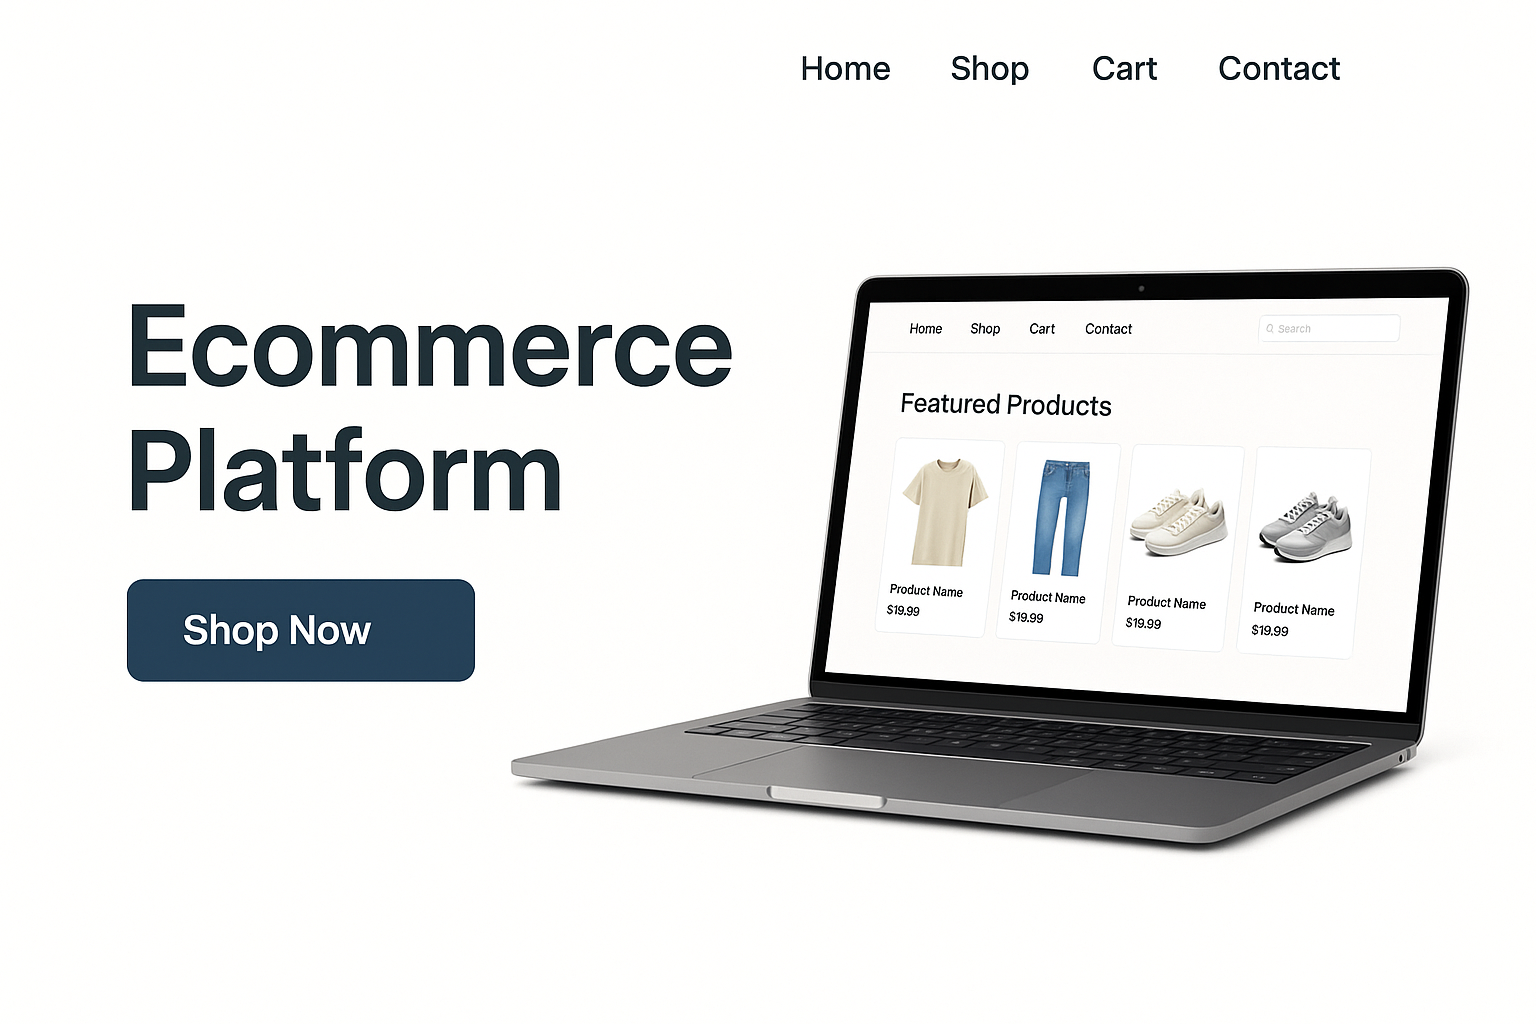 Home Shop Cart Contact
Ecommerce
Platform
Shop Now
Home Shop Cart Contact Search
Featured Products
Product Name Product Name Product Name Product Name
$19.99 $19.99 $19.99 $19.99